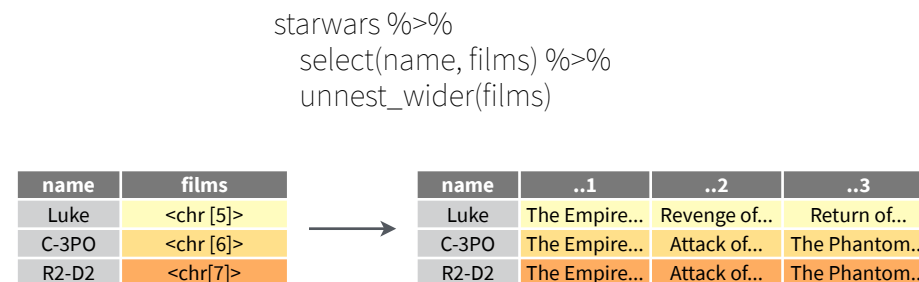 starwars %>%
select(name, films) %>%
unnest_wider(films)
name films
Luke <chr [5]>
C-3PO <chr [6]>
R2-D2 <chr[7]>
name ..1 ..2 ..3
Luke The Empire... Revenge of... Return of...
C-3PO The Empire... Attack of... The Phantom...
R2-D2 The Empire... Attack of... The Phantom...